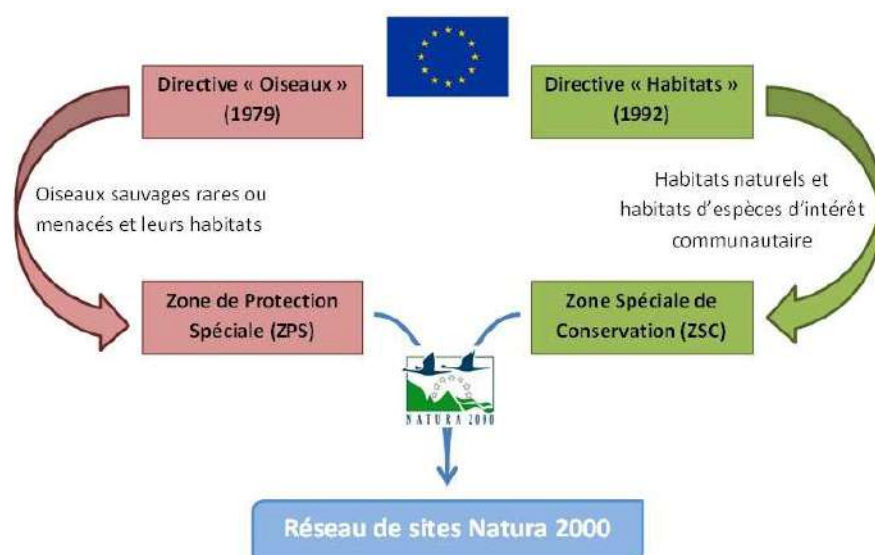 Directive « Oiseaux »
(1979)
Directive « Habitats »
(1992)
Oiseaux sauvages rares ou
menacés et leurs habitats
Habitats naturels et
habitats d'espèces d'intérêt
communautaire
Zone de Protection
Spéciale (ZPS)
Zone Spéciale de
Conservation (ZSC)
NATURA 2000
Réseau de sites Natura 2000